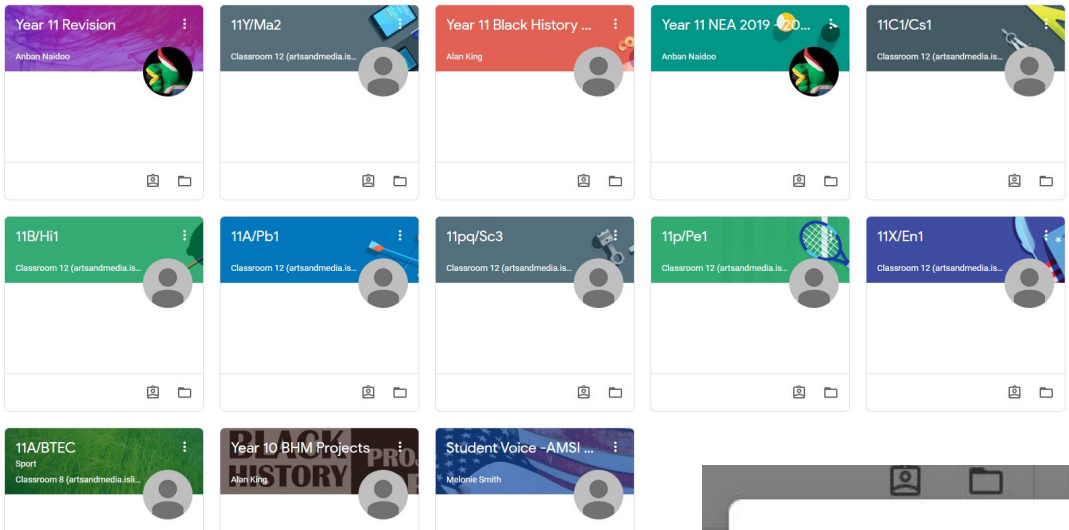 Year 11 Revision
Anban Naidoo
11Y/Ma2
Classroom 12 (artsandmedia.is...
Year 11 Black History ...
Alan King
Year 11 NEA 2019 -20...
Anban Naidoo
11C1/Cs1
Classroom 12 (artsandmedia.is...
11B/Hi1
Classroom 12 (artsandmedia.is...
11A/Pb1
Classroom 12 (artsandmedia.is...
11pq/Sc3
Classroom 12 (artsandmedia.is...
11p/Pe1
Classroom 12 (artsandmedia.is...
11X/En1
Classroom 12 (artsandmedia.is...
11A/BTEC
Sport
Classroom 8 (artsandmedia.isli...
Year 10 BHM Projects
Alan King
BLACK
HISTORY
Student Voice -AMSI ...
Melonie Smith